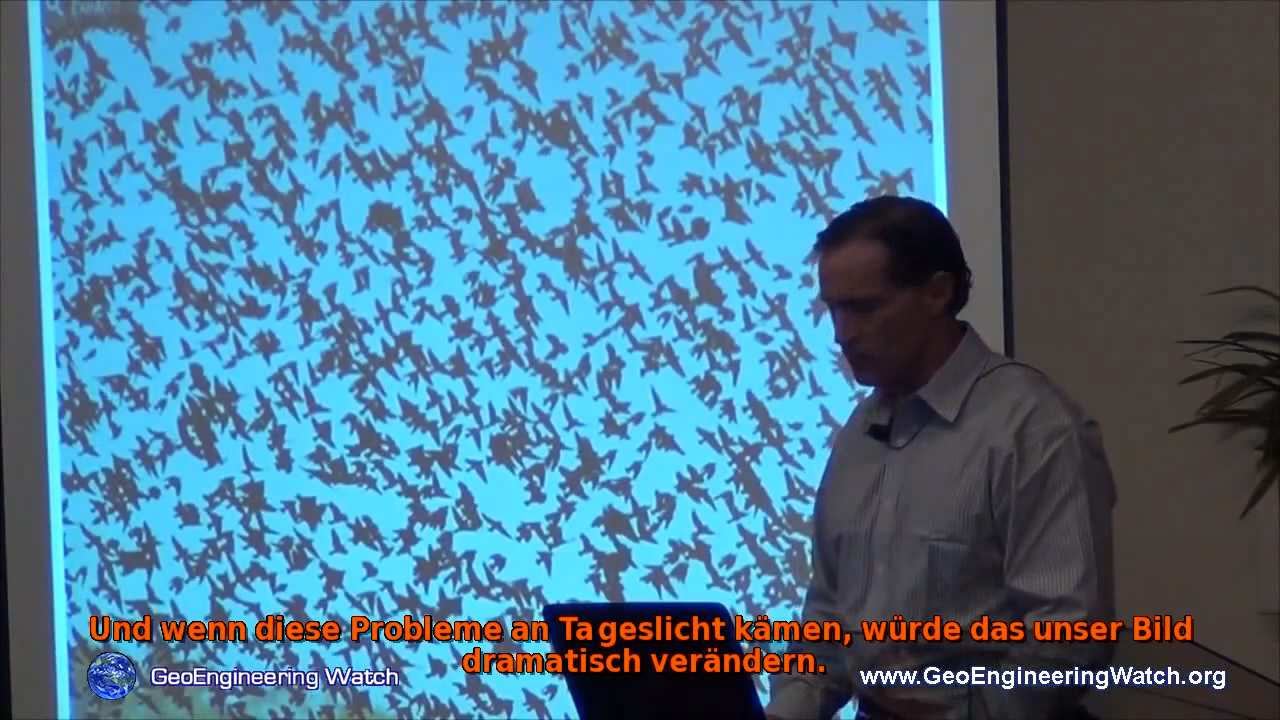 Und wenn diese Probleme an Tageslicht kämen, würde das unser Bild
dramatisch verändern.
GeoEngineering Watch
www.GeoEngineeringWatch.org